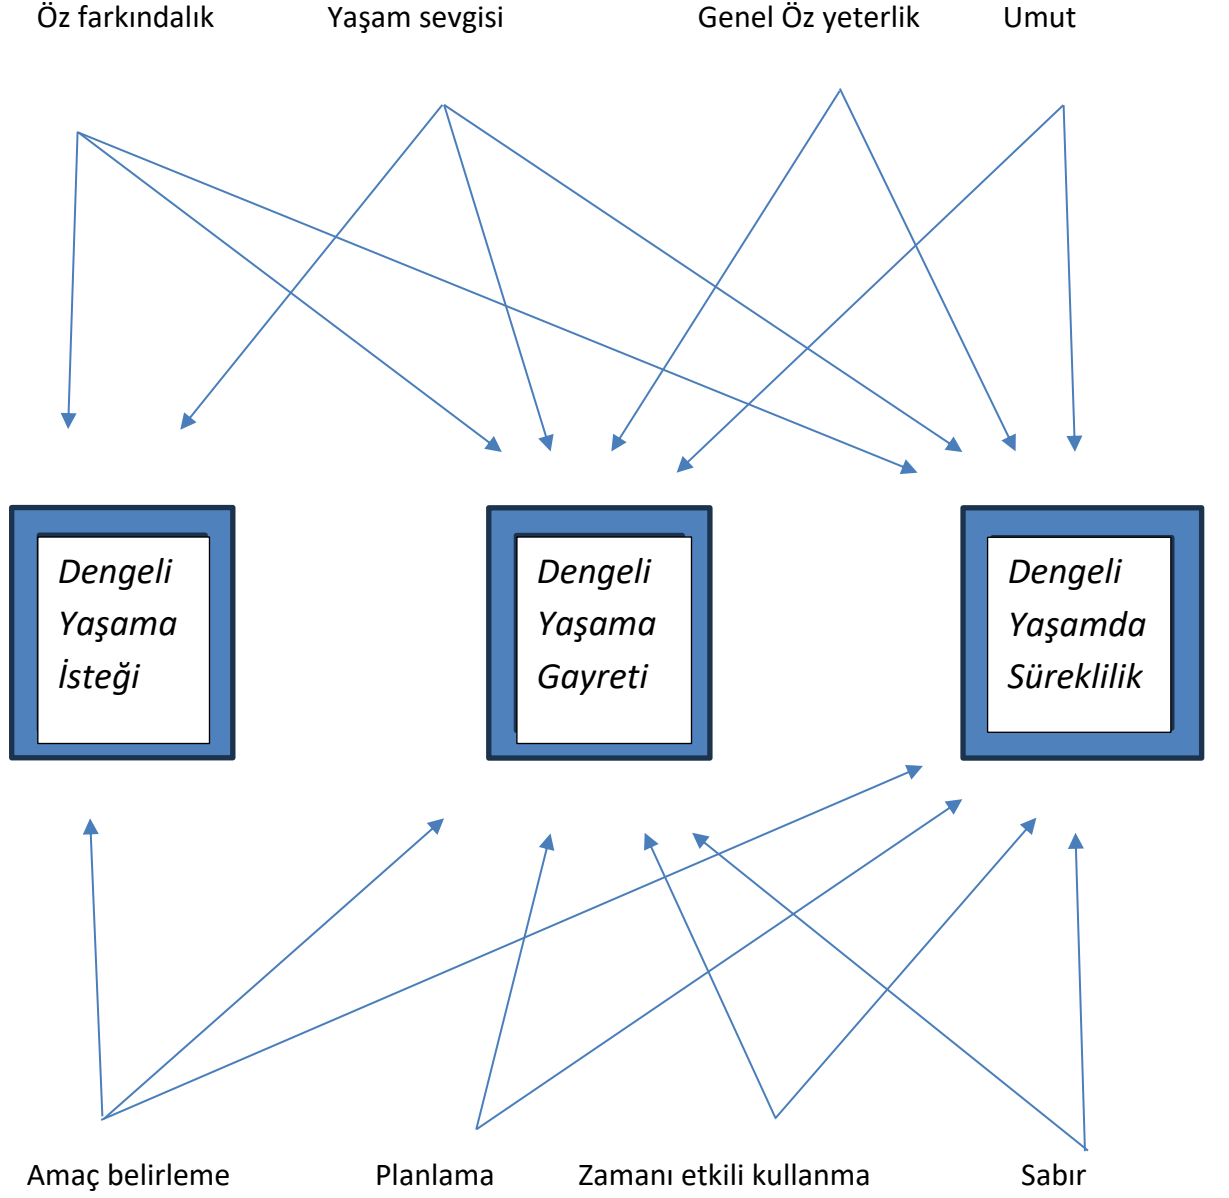 Öz farkındalık
Yaşam sevgisi
Genel Öz yeterlik
Umut
Dengeli
Yaşama
İsteği
Dengeli
Yaşama
Gayreti
Dengeli
Yaşamda
Süreklilik
Amaç belirleme
Planlama
Zamanı etkili kullanma
Sabır